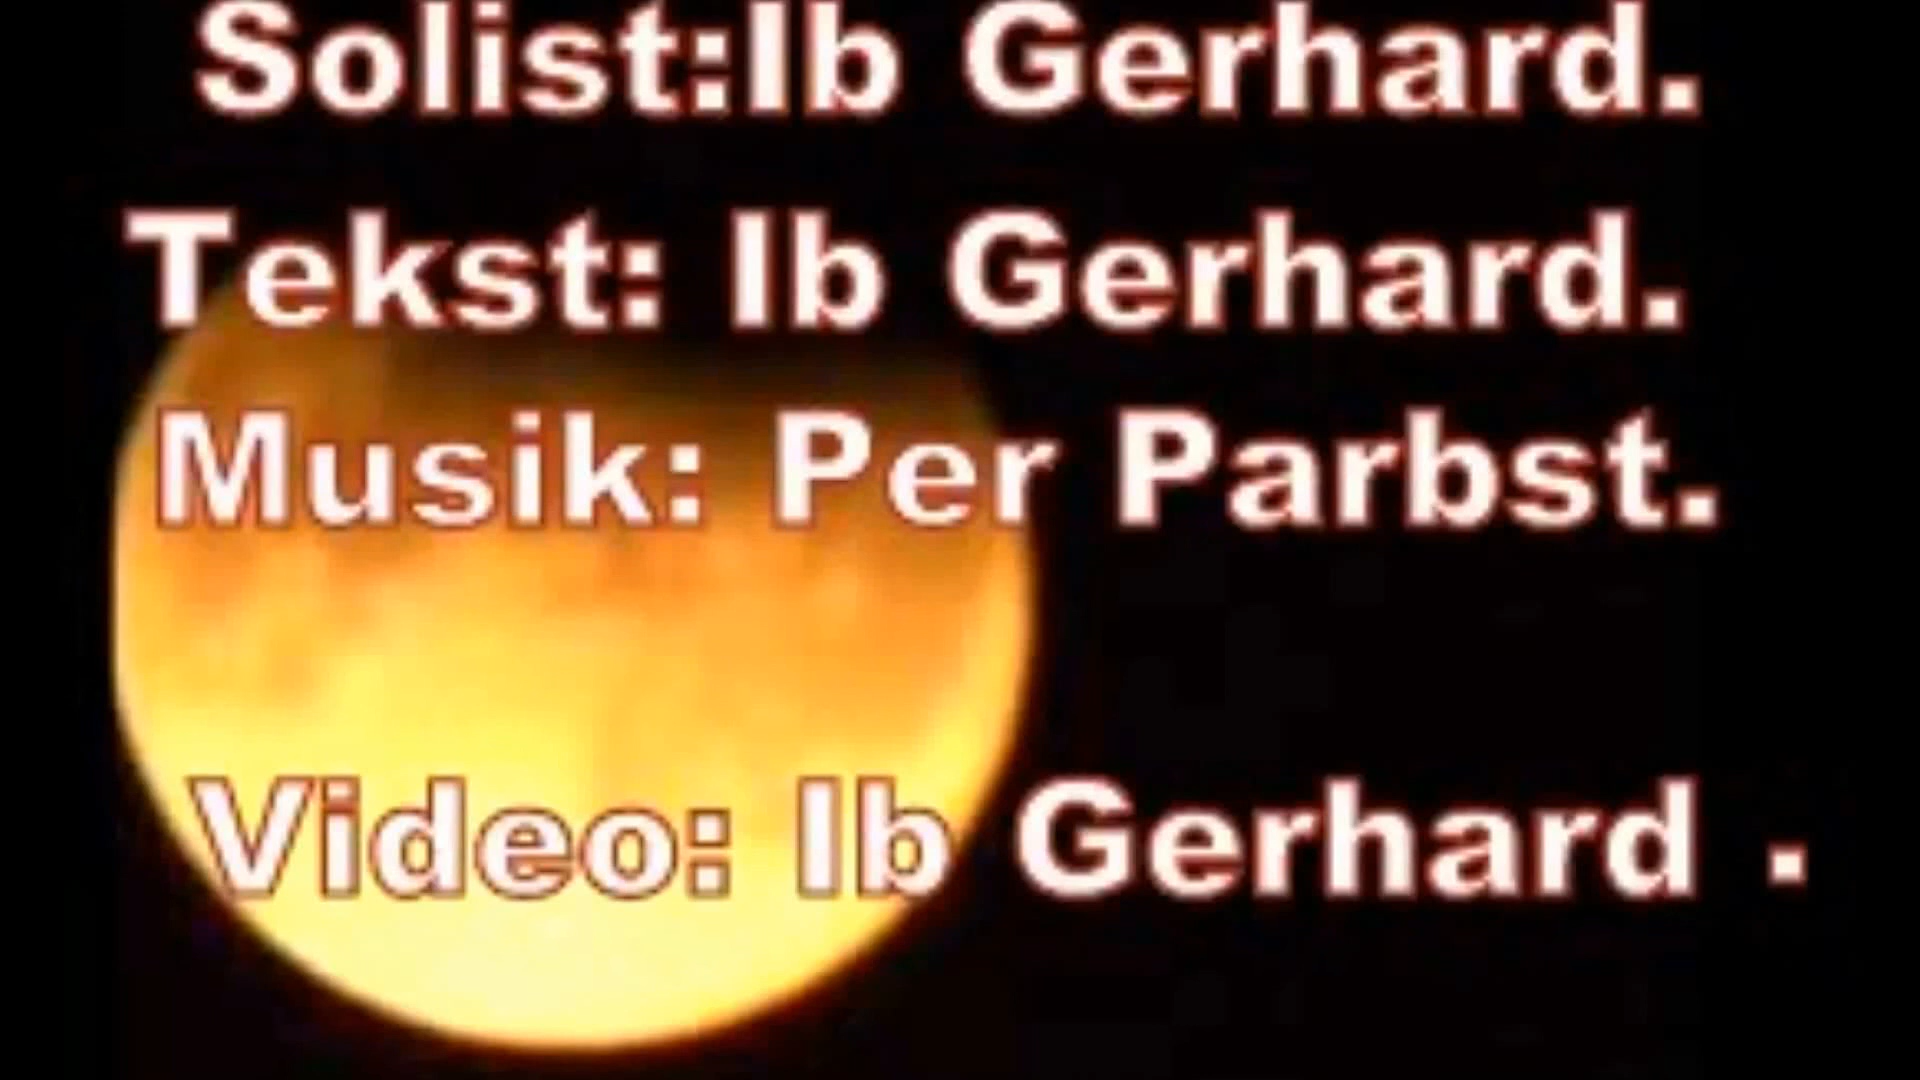 Solist:Ib Gerhard.
Tekst: Ib Gerhard.
Musik: Per Parbst.
Video: Ib Gerhard .